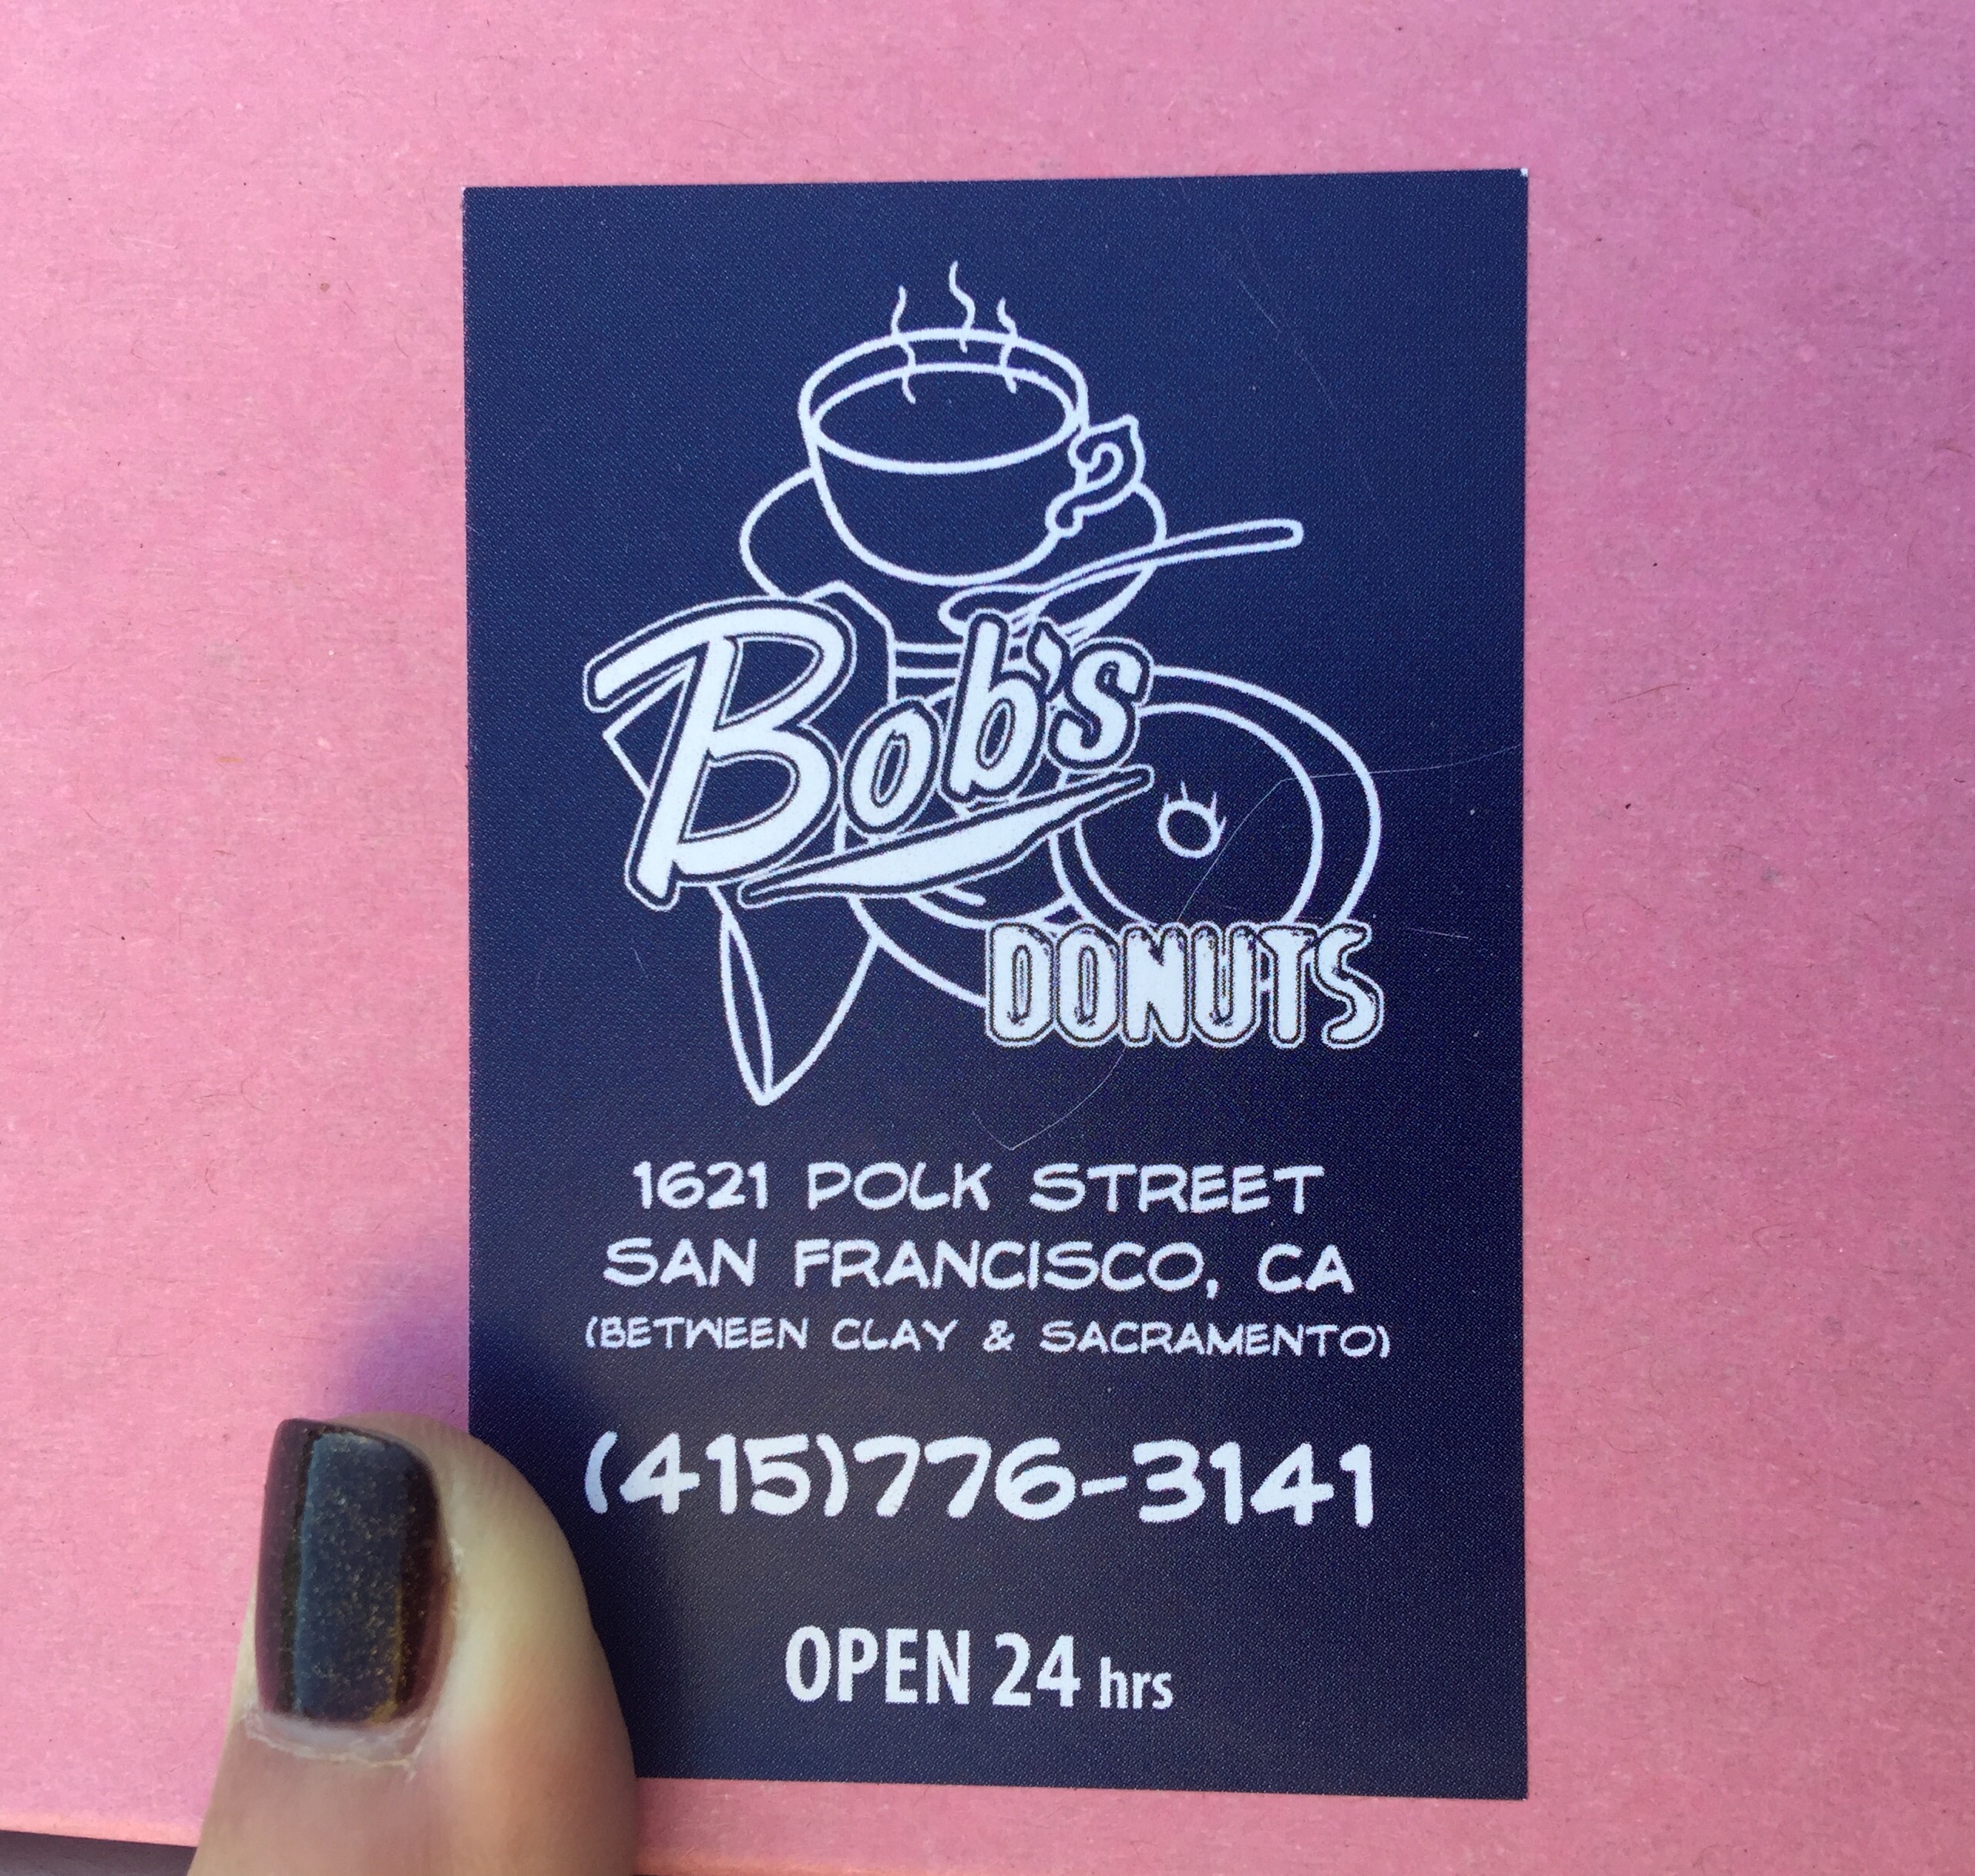 Bob's
DONUTS
1621 POLK STREET
SAN FRANCISCO, CA
(BETWEEN CLAY & SACRAMENTO)
(415)776-3141
OPEN 24 hrs